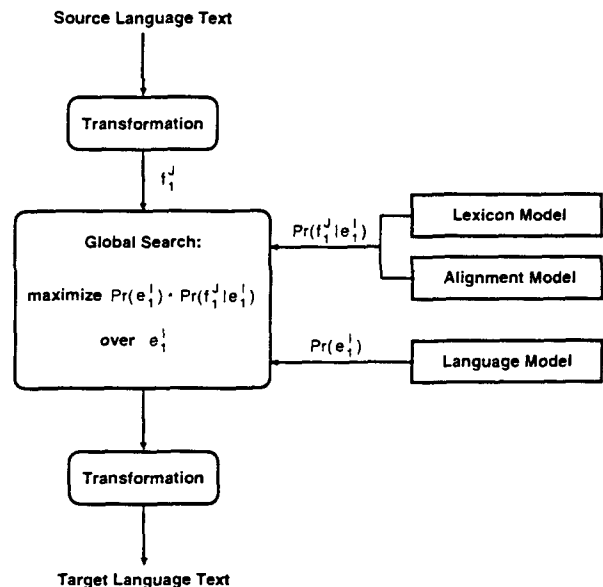 Source Language Text
Transformation
f₁ᴶ
Global Search:
maximize Pr(e₁ᴵ) · Pr(f₁ᴶ|e₁ᴵ)
over e₁ᴵ
Pr(f₁ᴶ|e₁ᴵ)
Lexicon Model
Alignment Model
Pr(e₁ᴵ)
Language Model
Transformation
Target Language Text